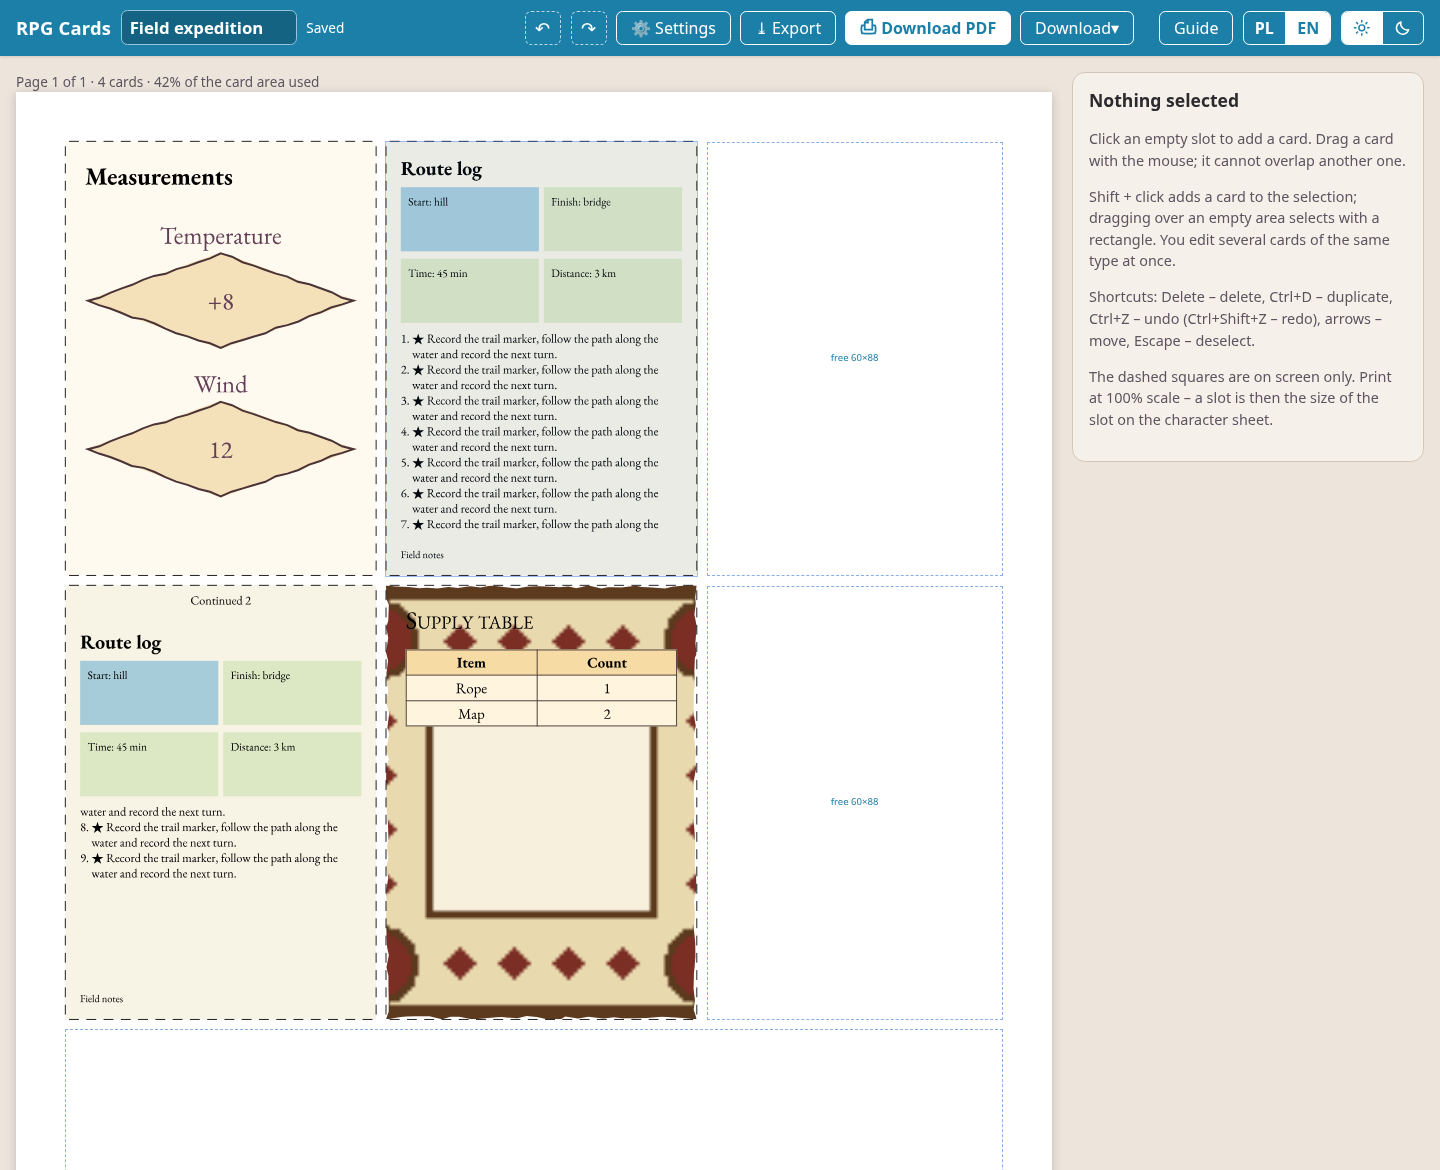 RPG Cards
Field expedition
Saved
Settings
Export
Download PDF
Download▾
Guide
PL
EN
Page 1 of 1 · 4 cards · 42% of the card area used
Measurements
Temperature
+8
Wind
12
Route log
Start: hill
Finish: bridge
Time: 45 min
Distance: 3 km
1. ★ Record the trail marker, follow the path along the
water and record the next turn.
2. ★ Record the trail marker, follow the path along the
water and record the next turn.
3. ★ Record the trail marker, follow the path along the
water and record the next turn.
4. ★ Record the trail marker, follow the path along the
water and record the next turn.
5. ★ Record the trail marker, follow the path along the
water and record the next turn.
6. ★ Record the trail marker, follow the path along the
water and record the next turn.
7. ★ Record the trail marker, follow the path along the
Field notes
free 60×88
Continued 2
Route log
Start: hill
Finish: bridge
Time: 45 min
Distance: 3 km
water and record the next turn.
8. ★ Record the trail marker, follow the path along the
water and record the next turn.
9. ★ Record the trail marker, follow the path along the
water and record the next turn.
Field notes
Supply table
Item Count
Rope 1
Map 2
free 60×88
Nothing selected
Click an empty slot to add a card. Drag a card
with the mouse; it cannot overlap another one.
Shift + click adds a card to the selection;
dragging over an empty area selects with a
rectangle. You edit several cards of the same
type at once.
Shortcuts: Delete – delete, Ctrl+D – duplicate,
Ctrl+Z – undo (Ctrl+Shift+Z – redo), arrows –
move, Escape – deselect.
The dashed squares are on screen only. Print
at 100% scale – a slot is then the size of the
slot on the character sheet.